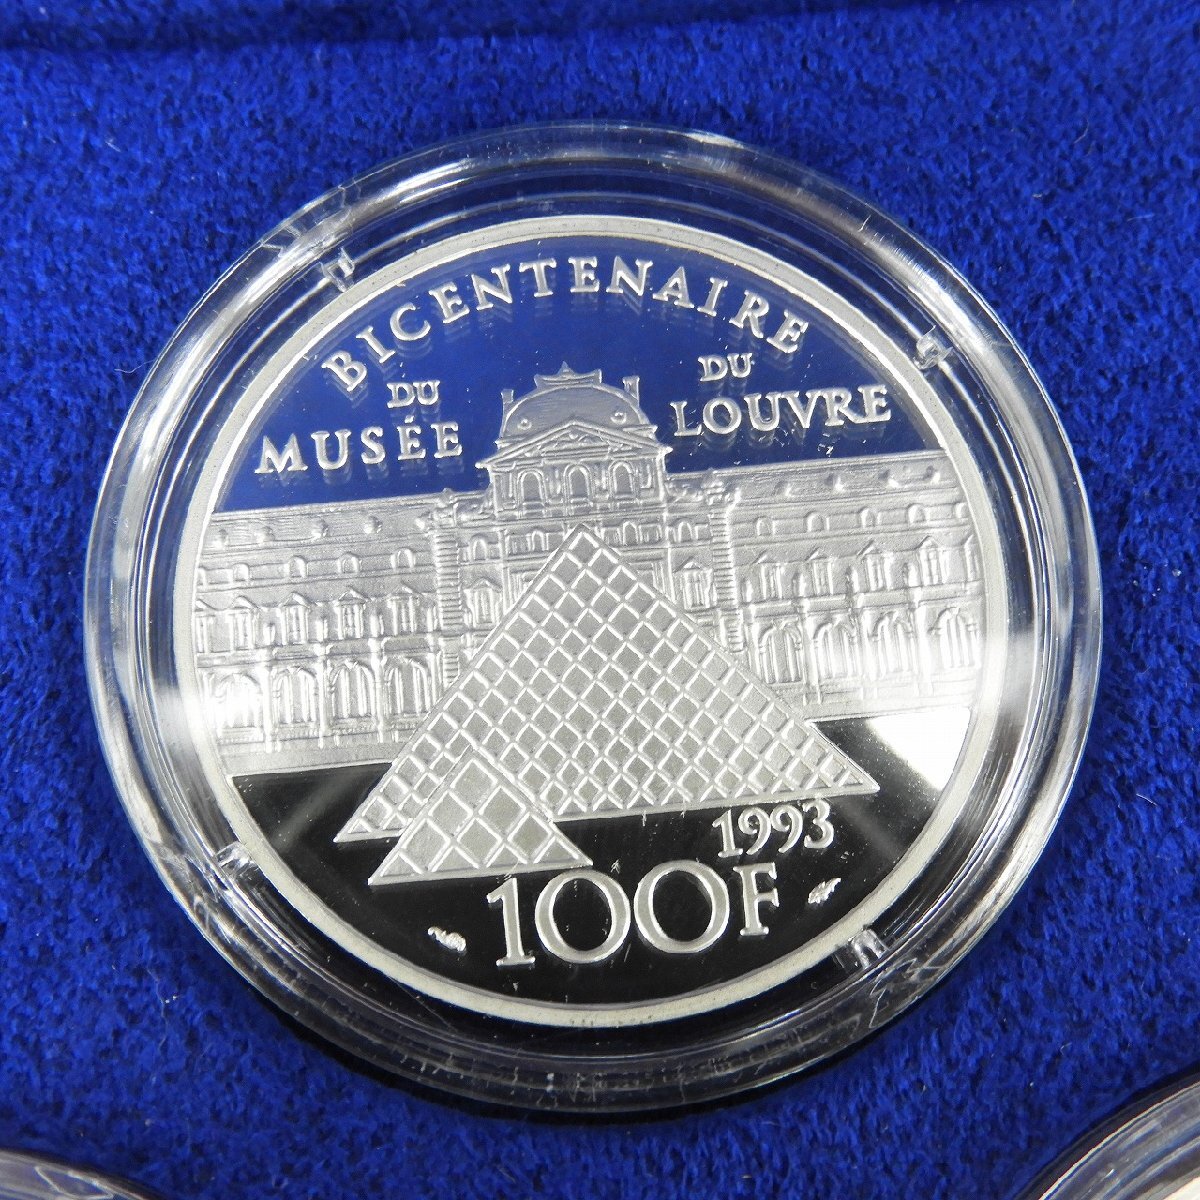 BICENTENAIRE
DU
MUSÉE
DU
LOUVRE
1993
100F